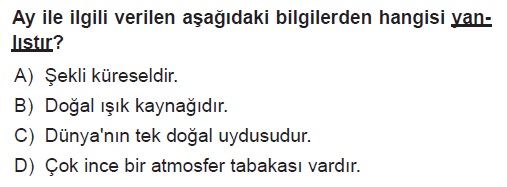 Ay ile ilgili verilen aşağıdaki bilgilerden hangisi yan-
lıştır?
A) Şekli küreseldir.
B) Doğal ışık kaynağıdır.
C) Dünya'nın tek doğal uydusudur.
D) Çok ince bir atmosfer tabakası vardır.